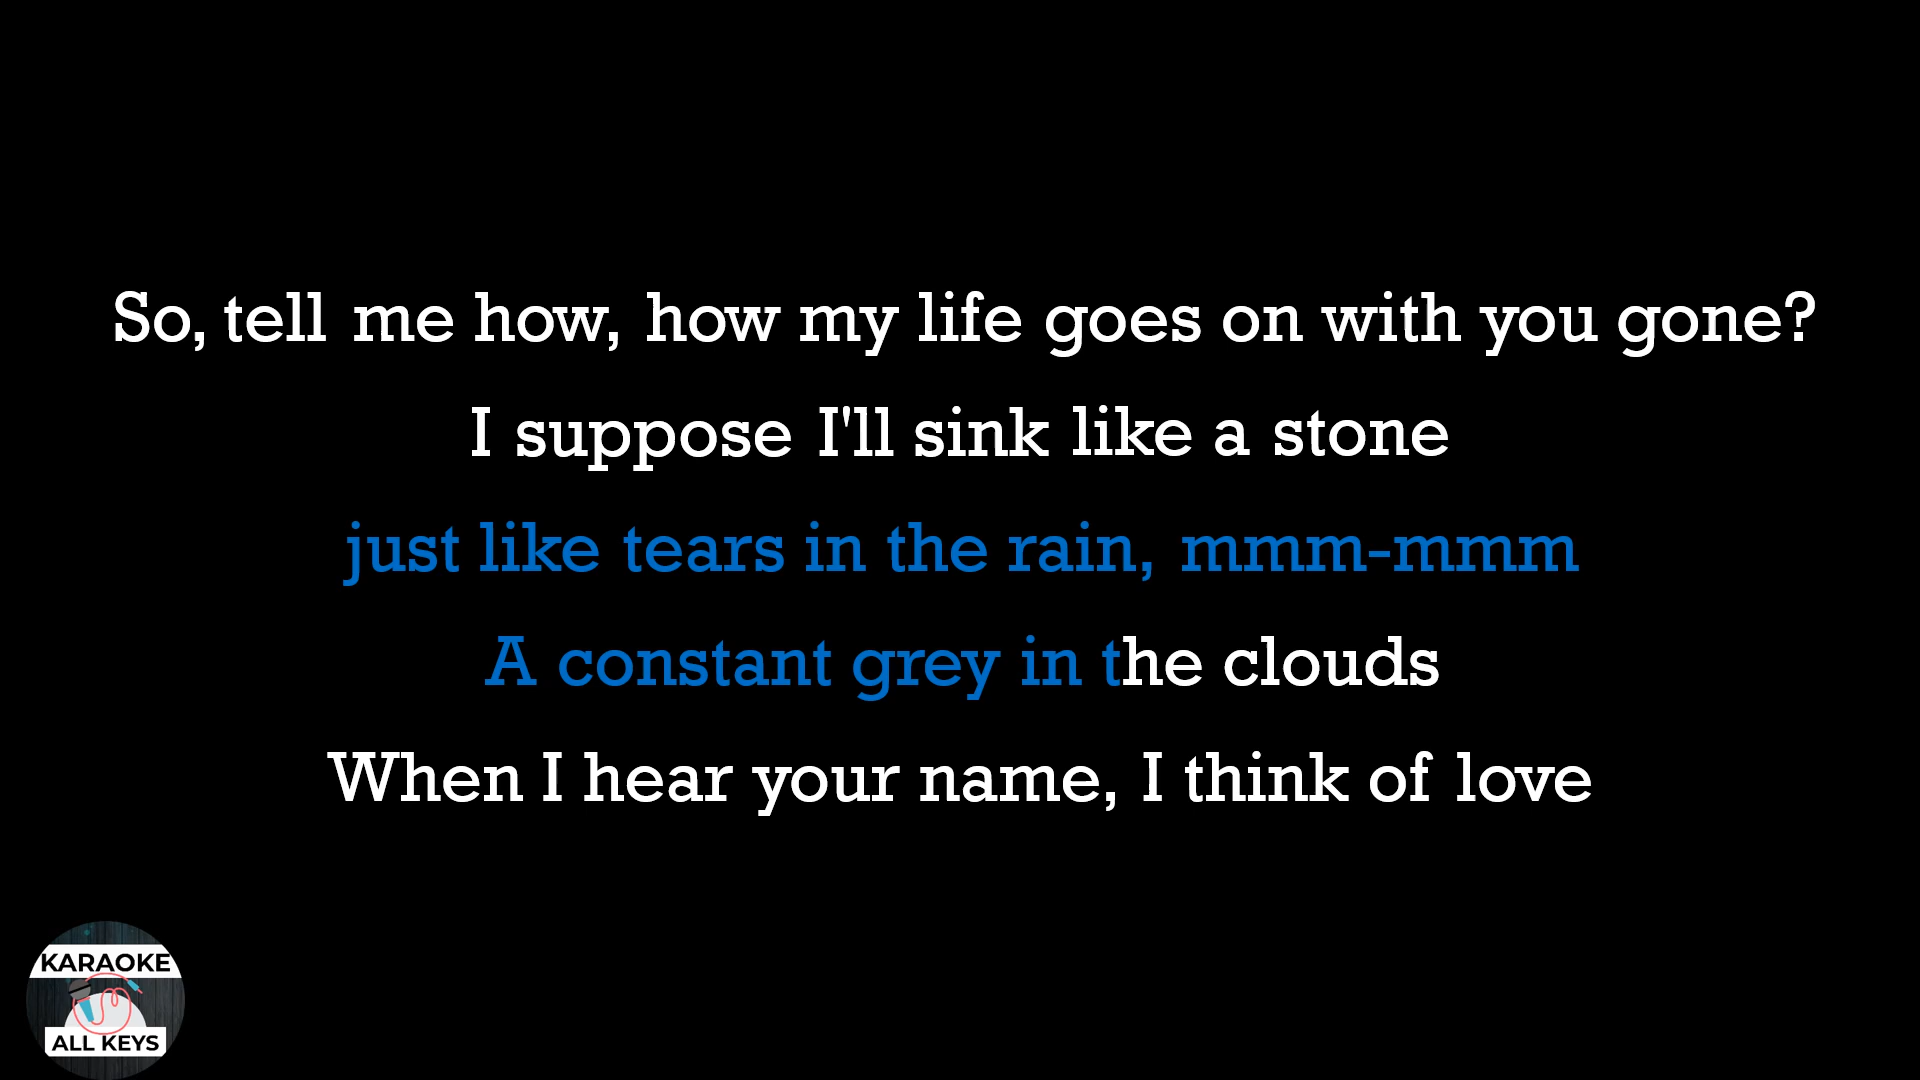 So, tell me how, how my life goes on with you gone?
I suppose I'll sink like a stone
just like tears in the rain, mmm-mmm
A constant grey in the clouds
When I hear your name, I think of love
KARAOKE
ALL KEYS